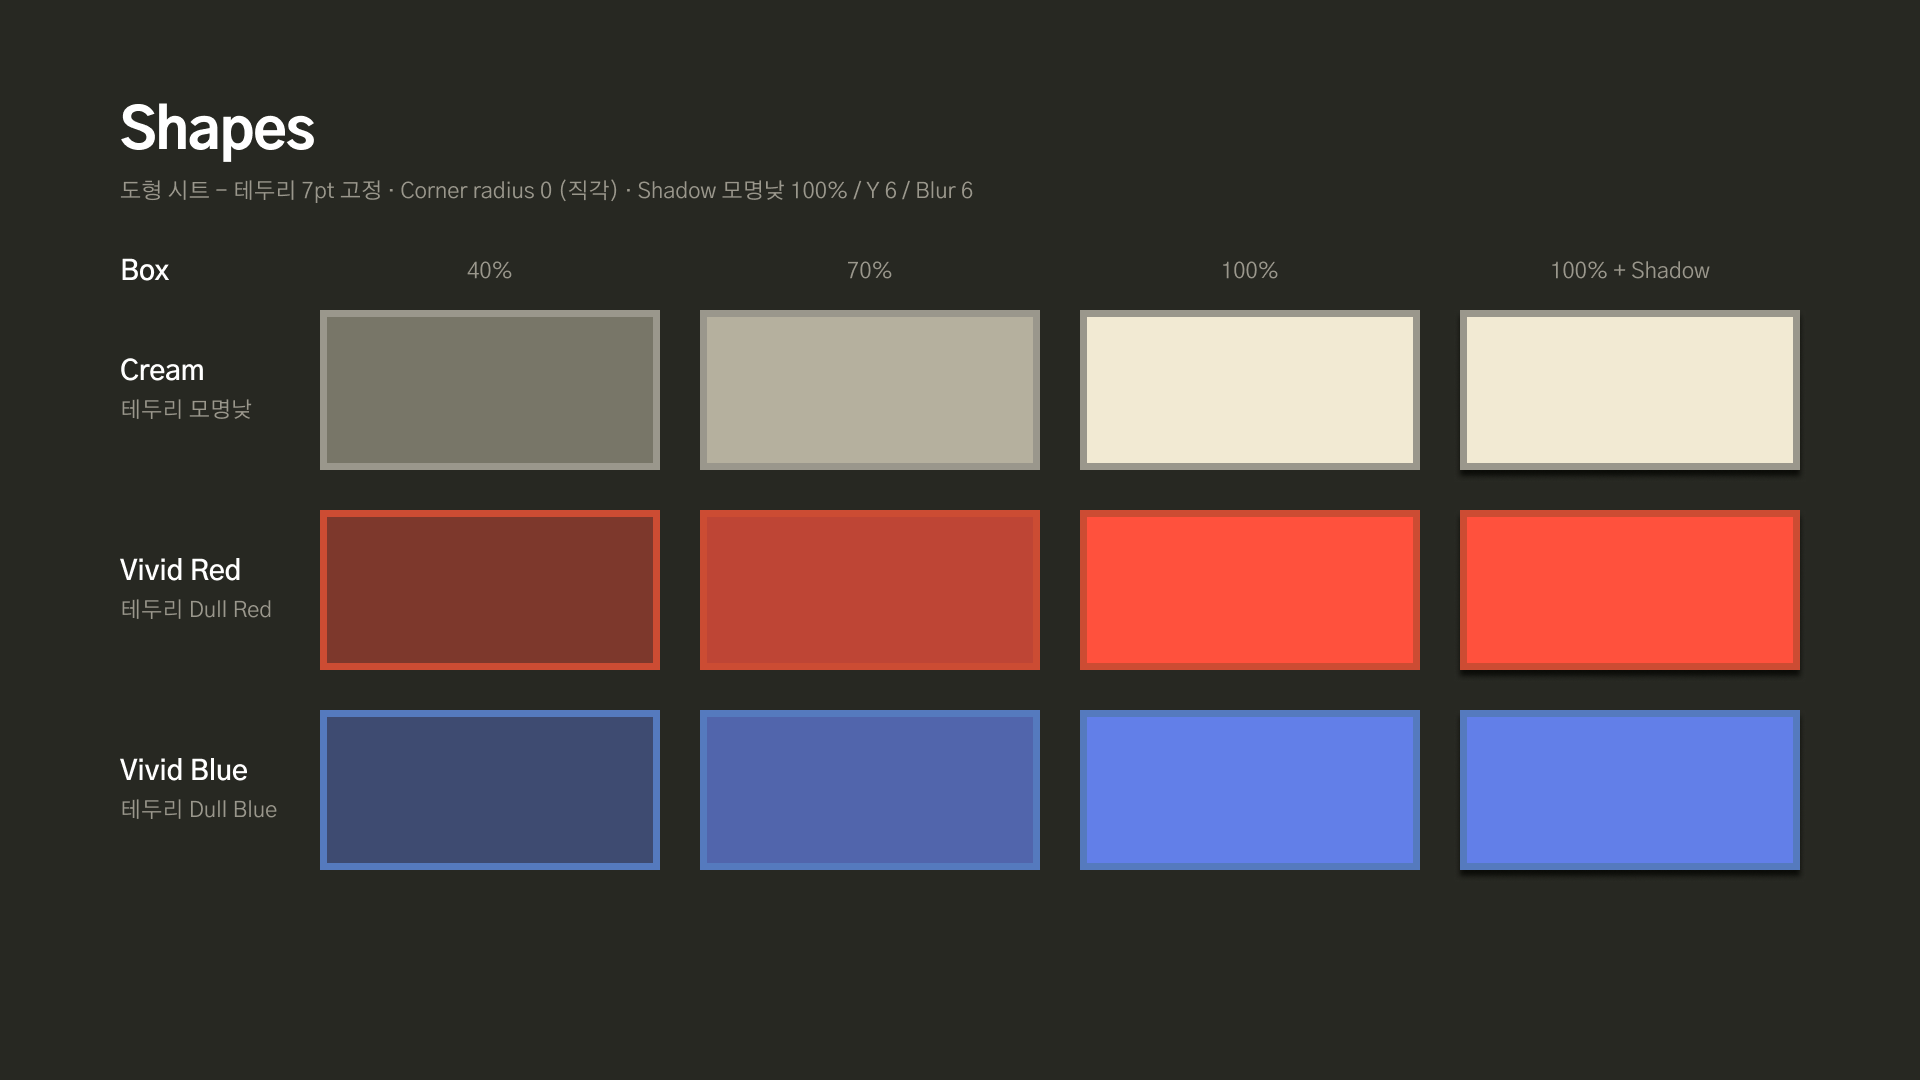 Shapes
도형 시트 – 테두리 7pt 고정 · Corner radius 0 (직각) · Shadow 모명낮 100% / Y 6 / Blur 6
Box 40% 70% 100% 100% + Shadow
Cream
테두리 모명낮
Vivid Red
테두리 Dull Red
Vivid Blue
테두리 Dull Blue